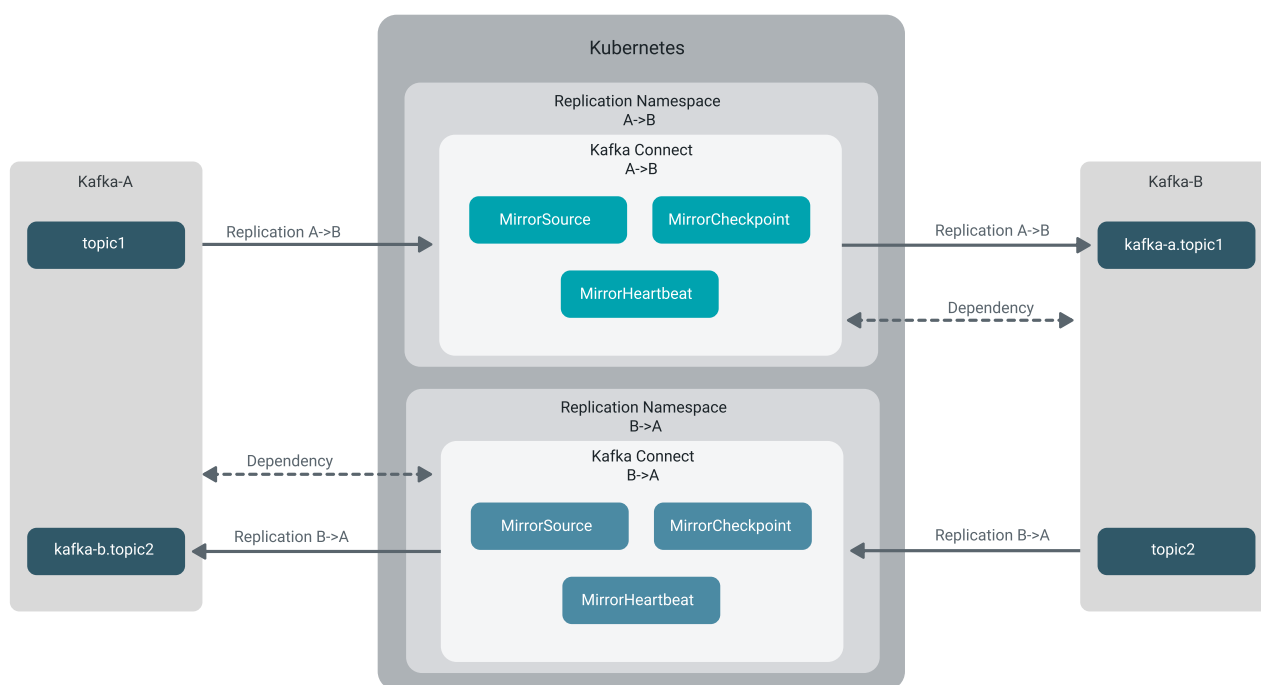 Kubernetes
Replication Namespace
A->B
Kafka Connect
A->B
MirrorSource
MirrorCheckpoint
MirrorHeartbeat
Kafka-A
topic1
Replication A->B
Replication A->B
Kafka-B
kafka-a.topic1
Dependency
Replication Namespace
B->A
Kafka Connect
B->A
MirrorSource
MirrorCheckpoint
MirrorHeartbeat
Dependency
kafka-b.topic2
Replication B->A
Replication B->A
topic2